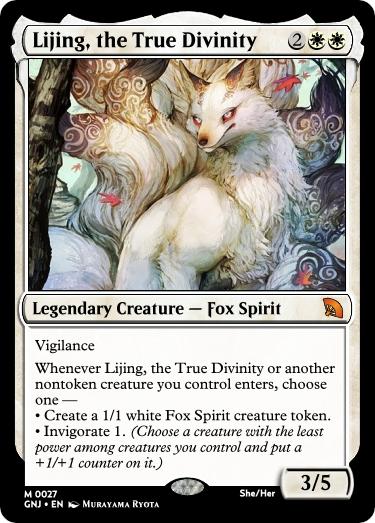 Lijing, the True Divinity 2
Legendary Creature — Fox Spirit
Vigilance
Whenever Lijing, the True Divinity or another
nontoken creature you control enters, choose
one —
• Create a 1/1 white Fox Spirit creature token.
• Invigorate 1. (Choose a creature with the least
power among creatures you control and put a
+1/+1 counter on it.)
3/5
M 0027
She/Her
GNJ • EN Murayama Ryota